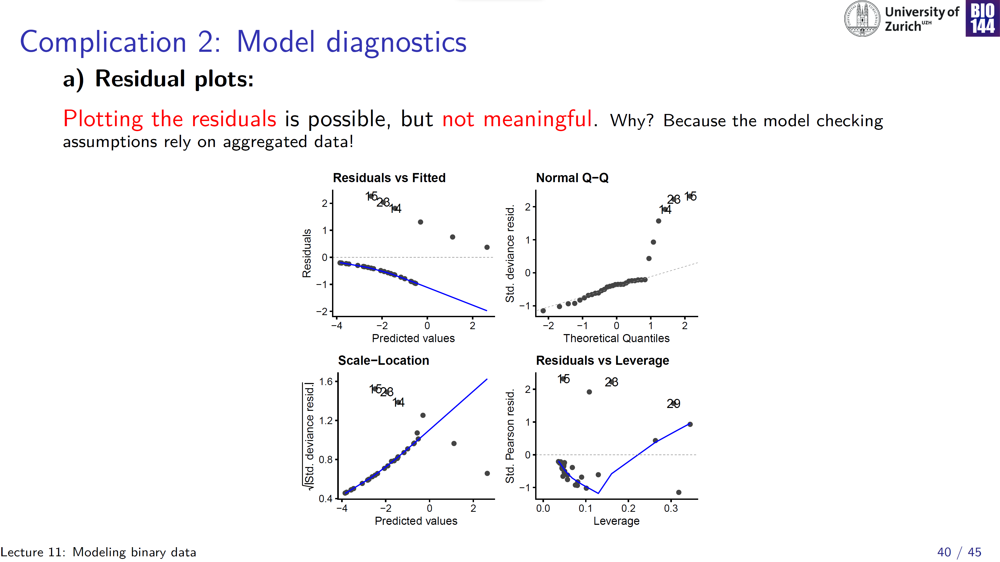 University of
Zurich UZH
BIO
144
Complication 2: Model diagnostics
a) Residual plots:
Plotting the residuals is possible, but not meaningful. Why? Because the model checking
assumptions rely on aggregated data!
Residuals vs Fitted
Residuals
2
1
0
−1
−2
15
23
14
−4 −2 0 2
Predicted values
Normal Q−Q
Std. deviance resid.
2
1
0
−1
14
23
15
−2 −1 0 1 2
Theoretical Quantiles
Scale−Location
√|Std. deviance resid.|
1.6
1.2
0.8
0.4
15
23
14
−4 −2 0 2
Predicted values
Residuals vs Leverage
Std. Pearson resid.
2
1
0
−1
15
23
29
0.0 0.1 0.2 0.3
Leverage
Lecture 11: Modeling binary data
40 / 45